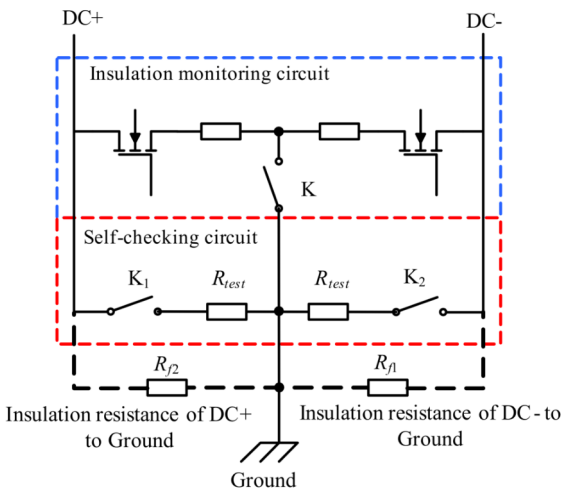 DC+
DC-
Insulation monitoring circuit
K
Self-checking circuit
K1
Rtest
Rtest
K2
Rf2
Rf1
Insulation resistance of DC+
to Ground
Insulation resistance of DC- to
Ground
Ground